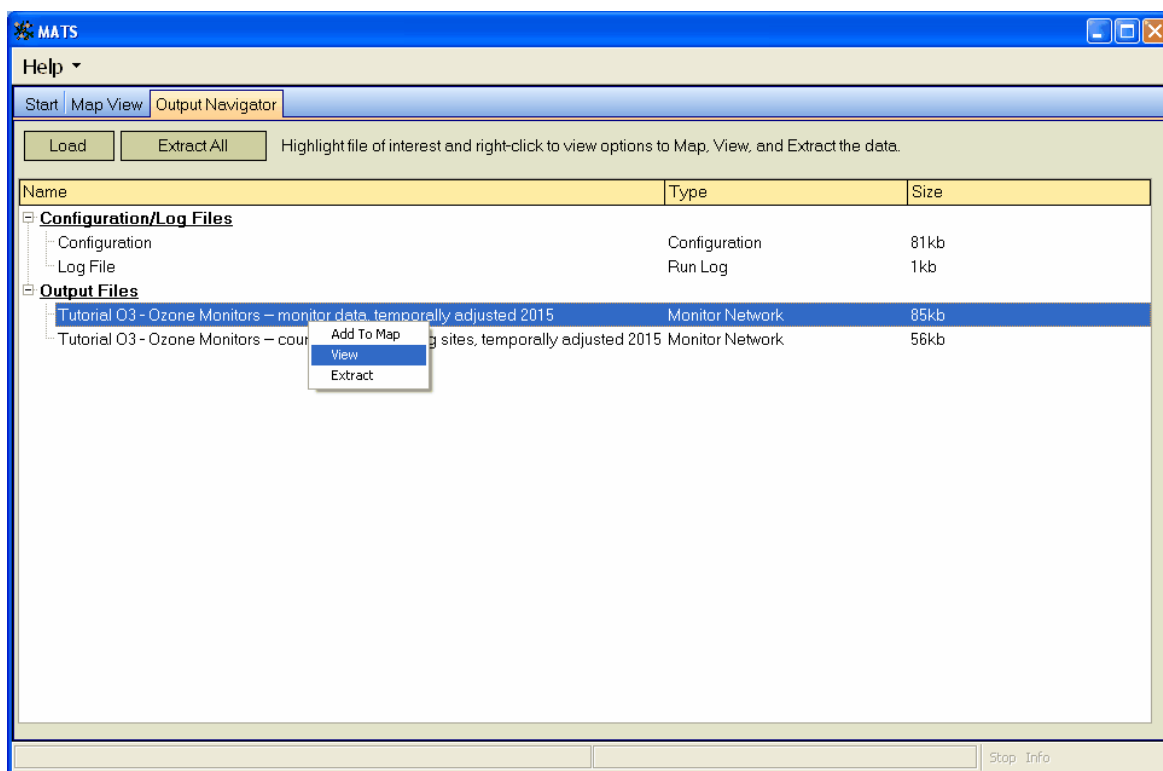 MATS
Help
Start Map View Output Navigator
Load Extract All Highlight file of interest and right-click to view options to Map, View, and Extract the data.
Name Type Size
Configuration/Log Files
Configuration Configuration 81kb
Log File Run Log 1kb
Output Files
Tutorial O3 - Ozone Monitors – monitor data, temporally adjusted 2015 Monitor Network 85kb
Tutorial O3 - Ozone Monitors – sites, temporally adjusted 2015 Monitor Network 56kb
Add To Map
View
Extract
Stop Info